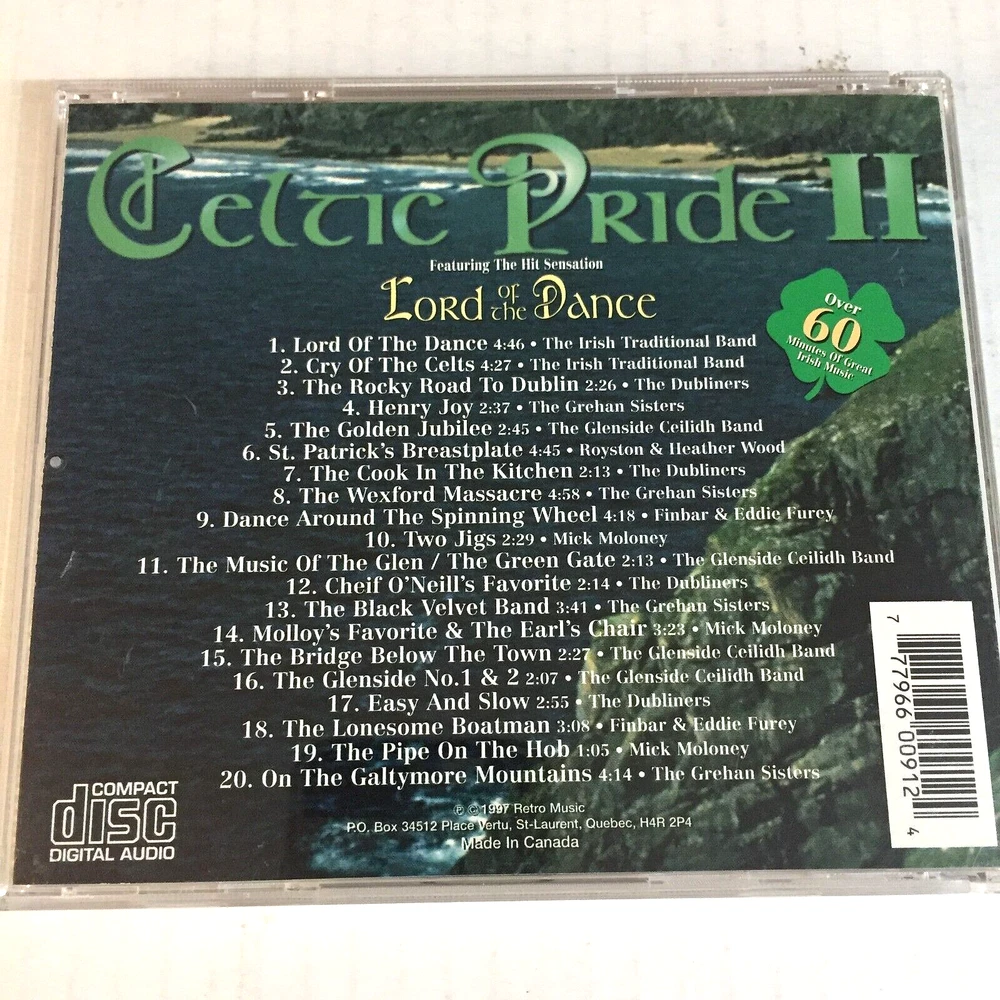 Celtic Pride II
Featuring The Hit Sensation
Lord of the Dance
Over
60
Minutes Of Great
Irish Music
1. Lord Of The Dance 4:46 • The Irish Traditional Band
2. Cry Of The Celts 4:27 • The Irish Traditional Band
3. The Rocky Road To Dublin 2:26 • The Dubliners
4. Henry Joy 2:37 • The Grehan Sisters
5. The Golden Jubilee 2:45 • The Glenside Ceilidh Band
6. St. Patrick's Breastplate 4:45 • Royston & Heather Wood
7. The Cook In The Kitchen 2:13 • The Dubliners
8. The Wexford Massacre 4:58 • The Grehan Sisters
9. Dance Around The Spinning Wheel 4:18 • Finbar & Eddie Furey
10. Two Jigs 2:29 • Mick Moloney
11. The Music Of The Glen / The Green Gate 2:13 • The Glenside Ceilidh Band
12. Cheif O'Neill's Favorite 2:14 • The Dubliners
13. The Black Velvet Band 3:41 • The Grehan Sisters
14. Molloy's Favorite & The Earl's Chair 3:23 • Mick Moloney
15. The Bridge Below The Town 2:27 • The Glenside Ceilidh Band
16. The Glenside No.1 & 2 2:07 • The Glenside Ceilidh Band
17. Easy And Slow 2:55 • The Dubliners
18. The Lonesome Boatman 3:08 • Finbar & Eddie Furey
19. The Pipe On The Hob 1:05 • Mick Moloney
20. On The Galtymore Mountains 4:14 • The Grehan Sisters
℗ © 1997 Retro Music
P.O. Box 34512 Place Vertu, St-Laurent, Quebec, H4R 2P4
Made In Canada
COMPACT
disc
DIGITAL AUDIO
7 77966 00912 4